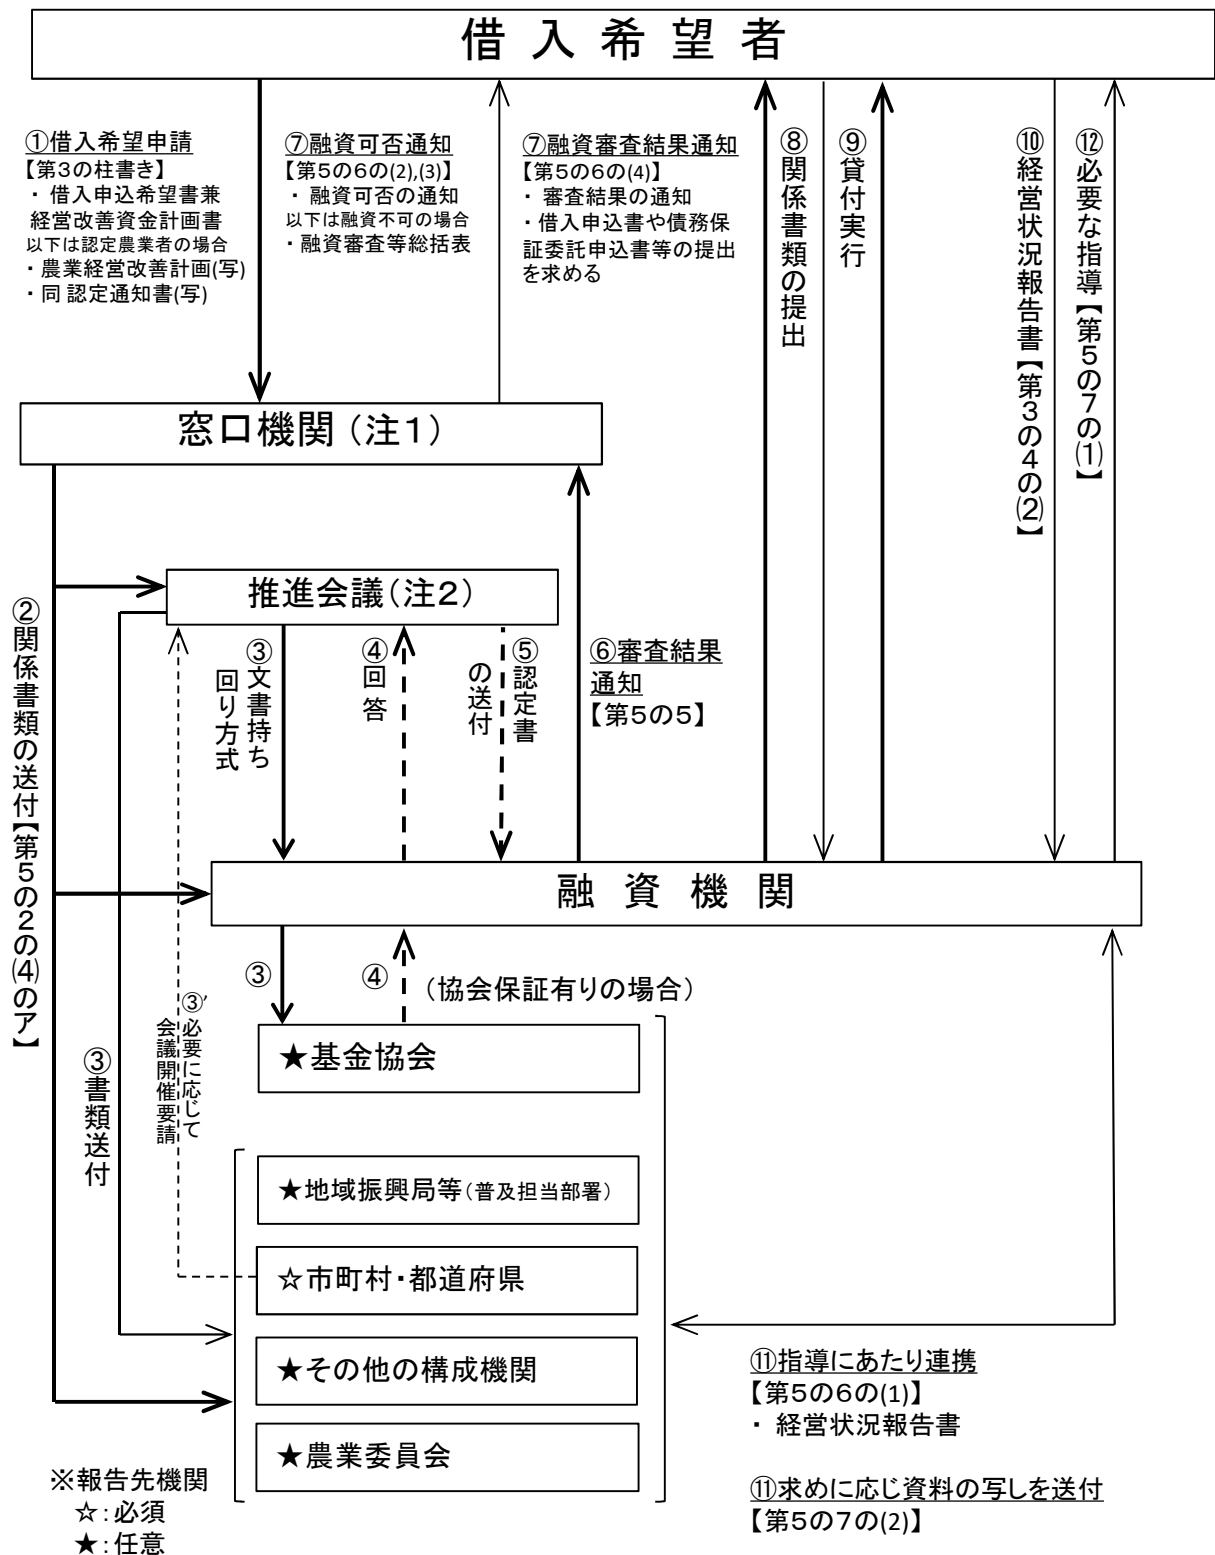 借入希望者
①借入希望申請
【第3の柱書き】
・ 借入申込希望書兼
経営改善資金計画書
以下は認定農業者の場合
・農業経営改善計画(写)
・同 認定通知書(写)
⑦融資可否通知
【第5の6の(2),(3)】
・ 融資可否の通知
以下は融資不可の場合
・融資審査等総括表
⑦融資審査結果通知
【第5の6の(4)】
・ 審査結果の通知
・借入申込書や債務保
証委託申込書等の提出
を求める
⑧関係書類の提出
⑨貸付実行
⑩経営状況報告書【第3の4の(2)】
⑫必要な指導【第5の7の(1)】
窓口機関(注1)
推進会議(注2)
②関係書類の送付【第5の2の(4)のア】
③文書持ち
回り方式
④回答
⑤認定書
の送付
⑥審査結果
通知
【第5の5】
融資機関
③
④
(協会保証有りの場合)
③’必要に応じて
会議開催要請
③書類送付
★基金協会
★地域振興局等(普及担当部署)
☆市町村・都道府県
★その他の構成機関
★農業委員会
⑪指導にあたり連携
【第5の6の(1)】
・ 経営状況報告書
⑪求めに応じ資料の写しを送付
【第5の7の(2)】
※報告先機関
☆:必須
★:任意